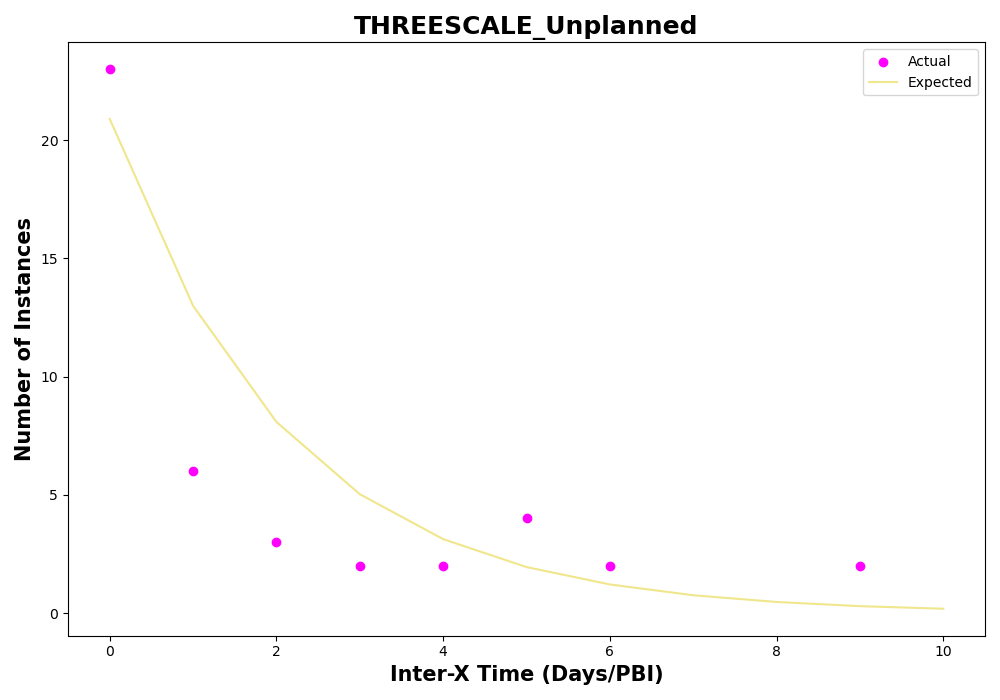 THREESCALE_Unplanned
Actual
Expected
Number of Instances
20
15
10
5
0
0 2 4 6 8 10
Inter-X Time (Days/PBI)